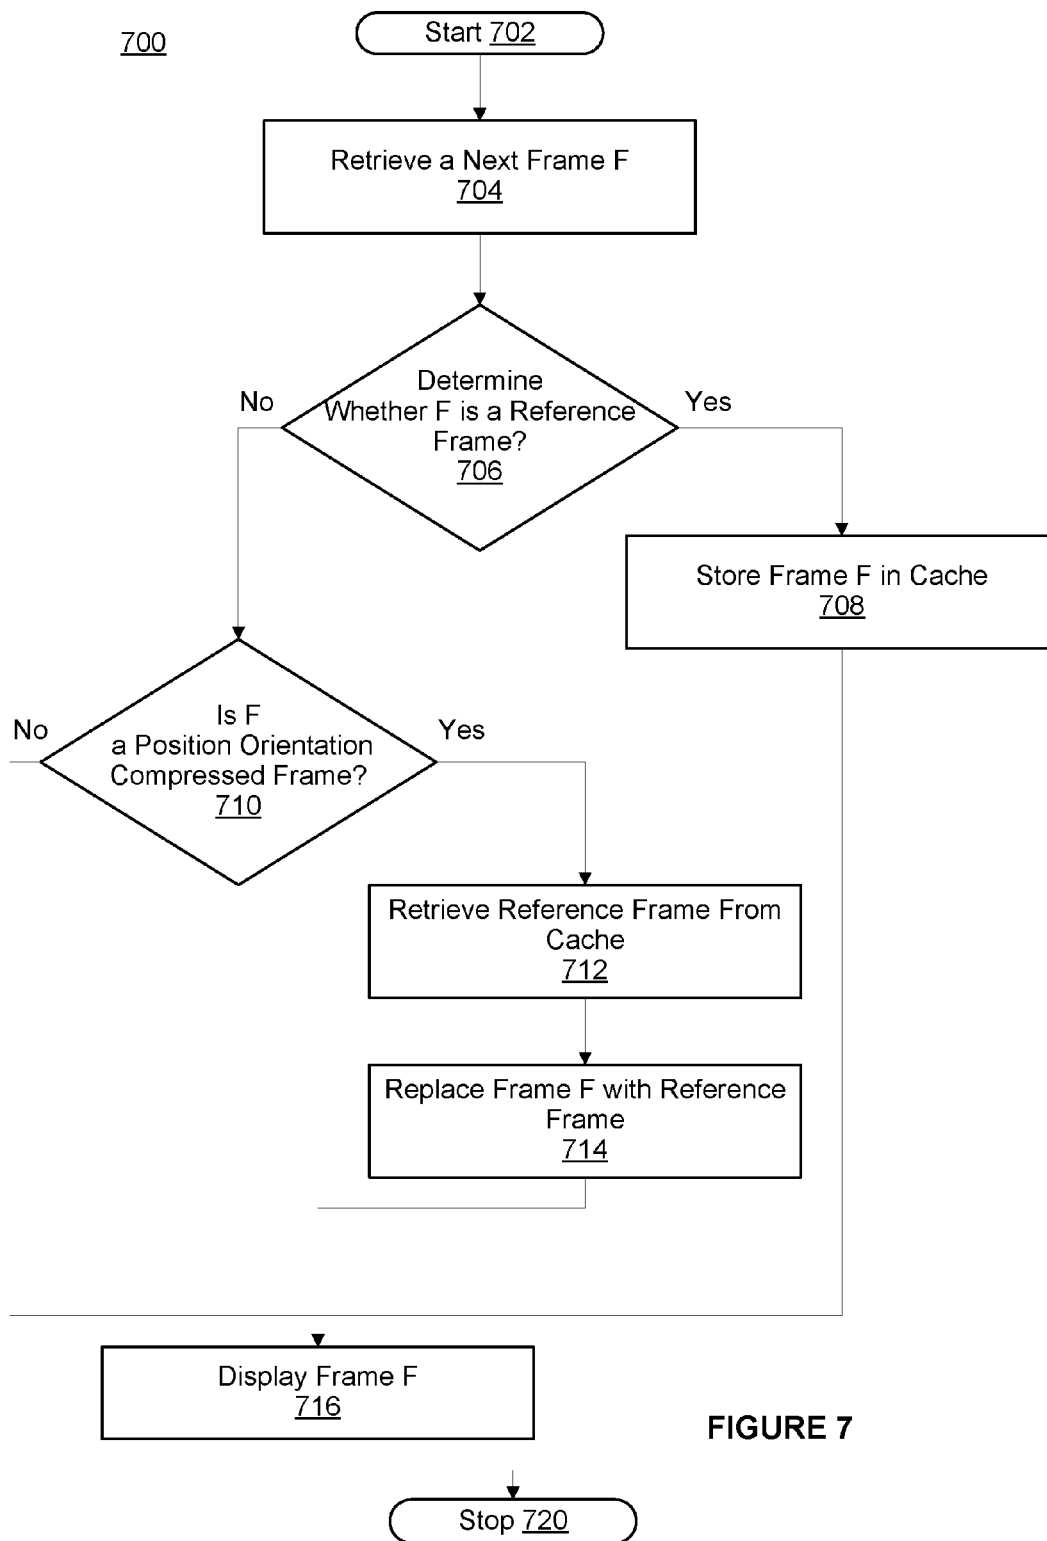 700
Start 702
Retrieve a Next Frame F
704
Determine
Whether F is a Reference
Frame?
706
No
Yes
Store Frame F in Cache
708
Is F
a Position Orientation
Compressed Frame?
710
No
Yes
Retrieve Reference Frame From
Cache
712
Replace Frame F with Reference
Frame
714
Display Frame F
716
FIGURE 7
Stop 720